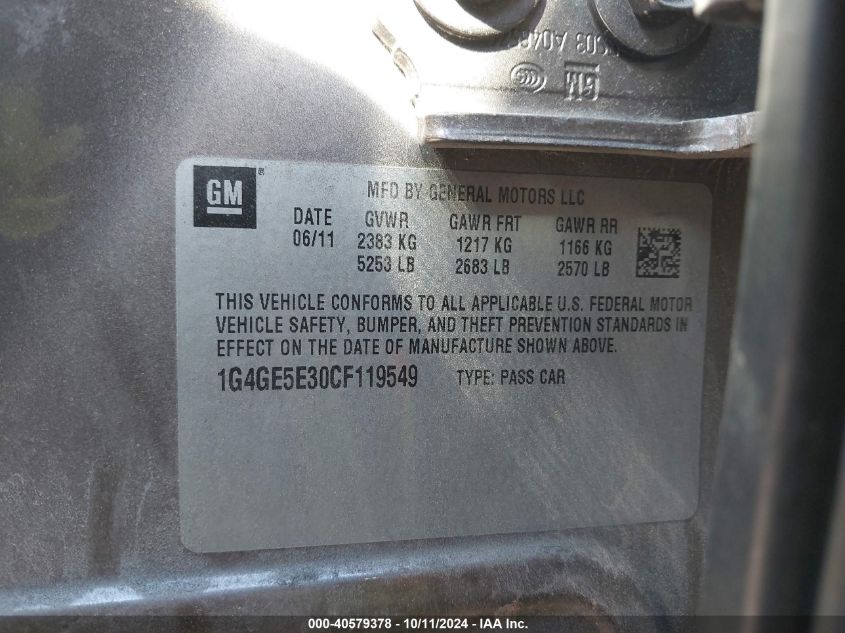 GM
GM®
MFD BY GENERAL MOTORS LLC
DATE GVWR GAWR FRT GAWR RR
06/11 2383 KG 1217 KG 1166 KG
5253 LB 2683 LB 2570 LB
THIS VEHICLE CONFORMS TO ALL APPLICABLE U.S. FEDERAL MOTOR
VEHICLE SAFETY, BUMPER, AND THEFT PREVENTION STANDARDS IN
EFFECT ON THE DATE OF MANUFACTURE SHOWN ABOVE.
1G4GE5E30CF119549 TYPE: PASS CAR
000-40579378 - 10/11/2024 - IAAI.com